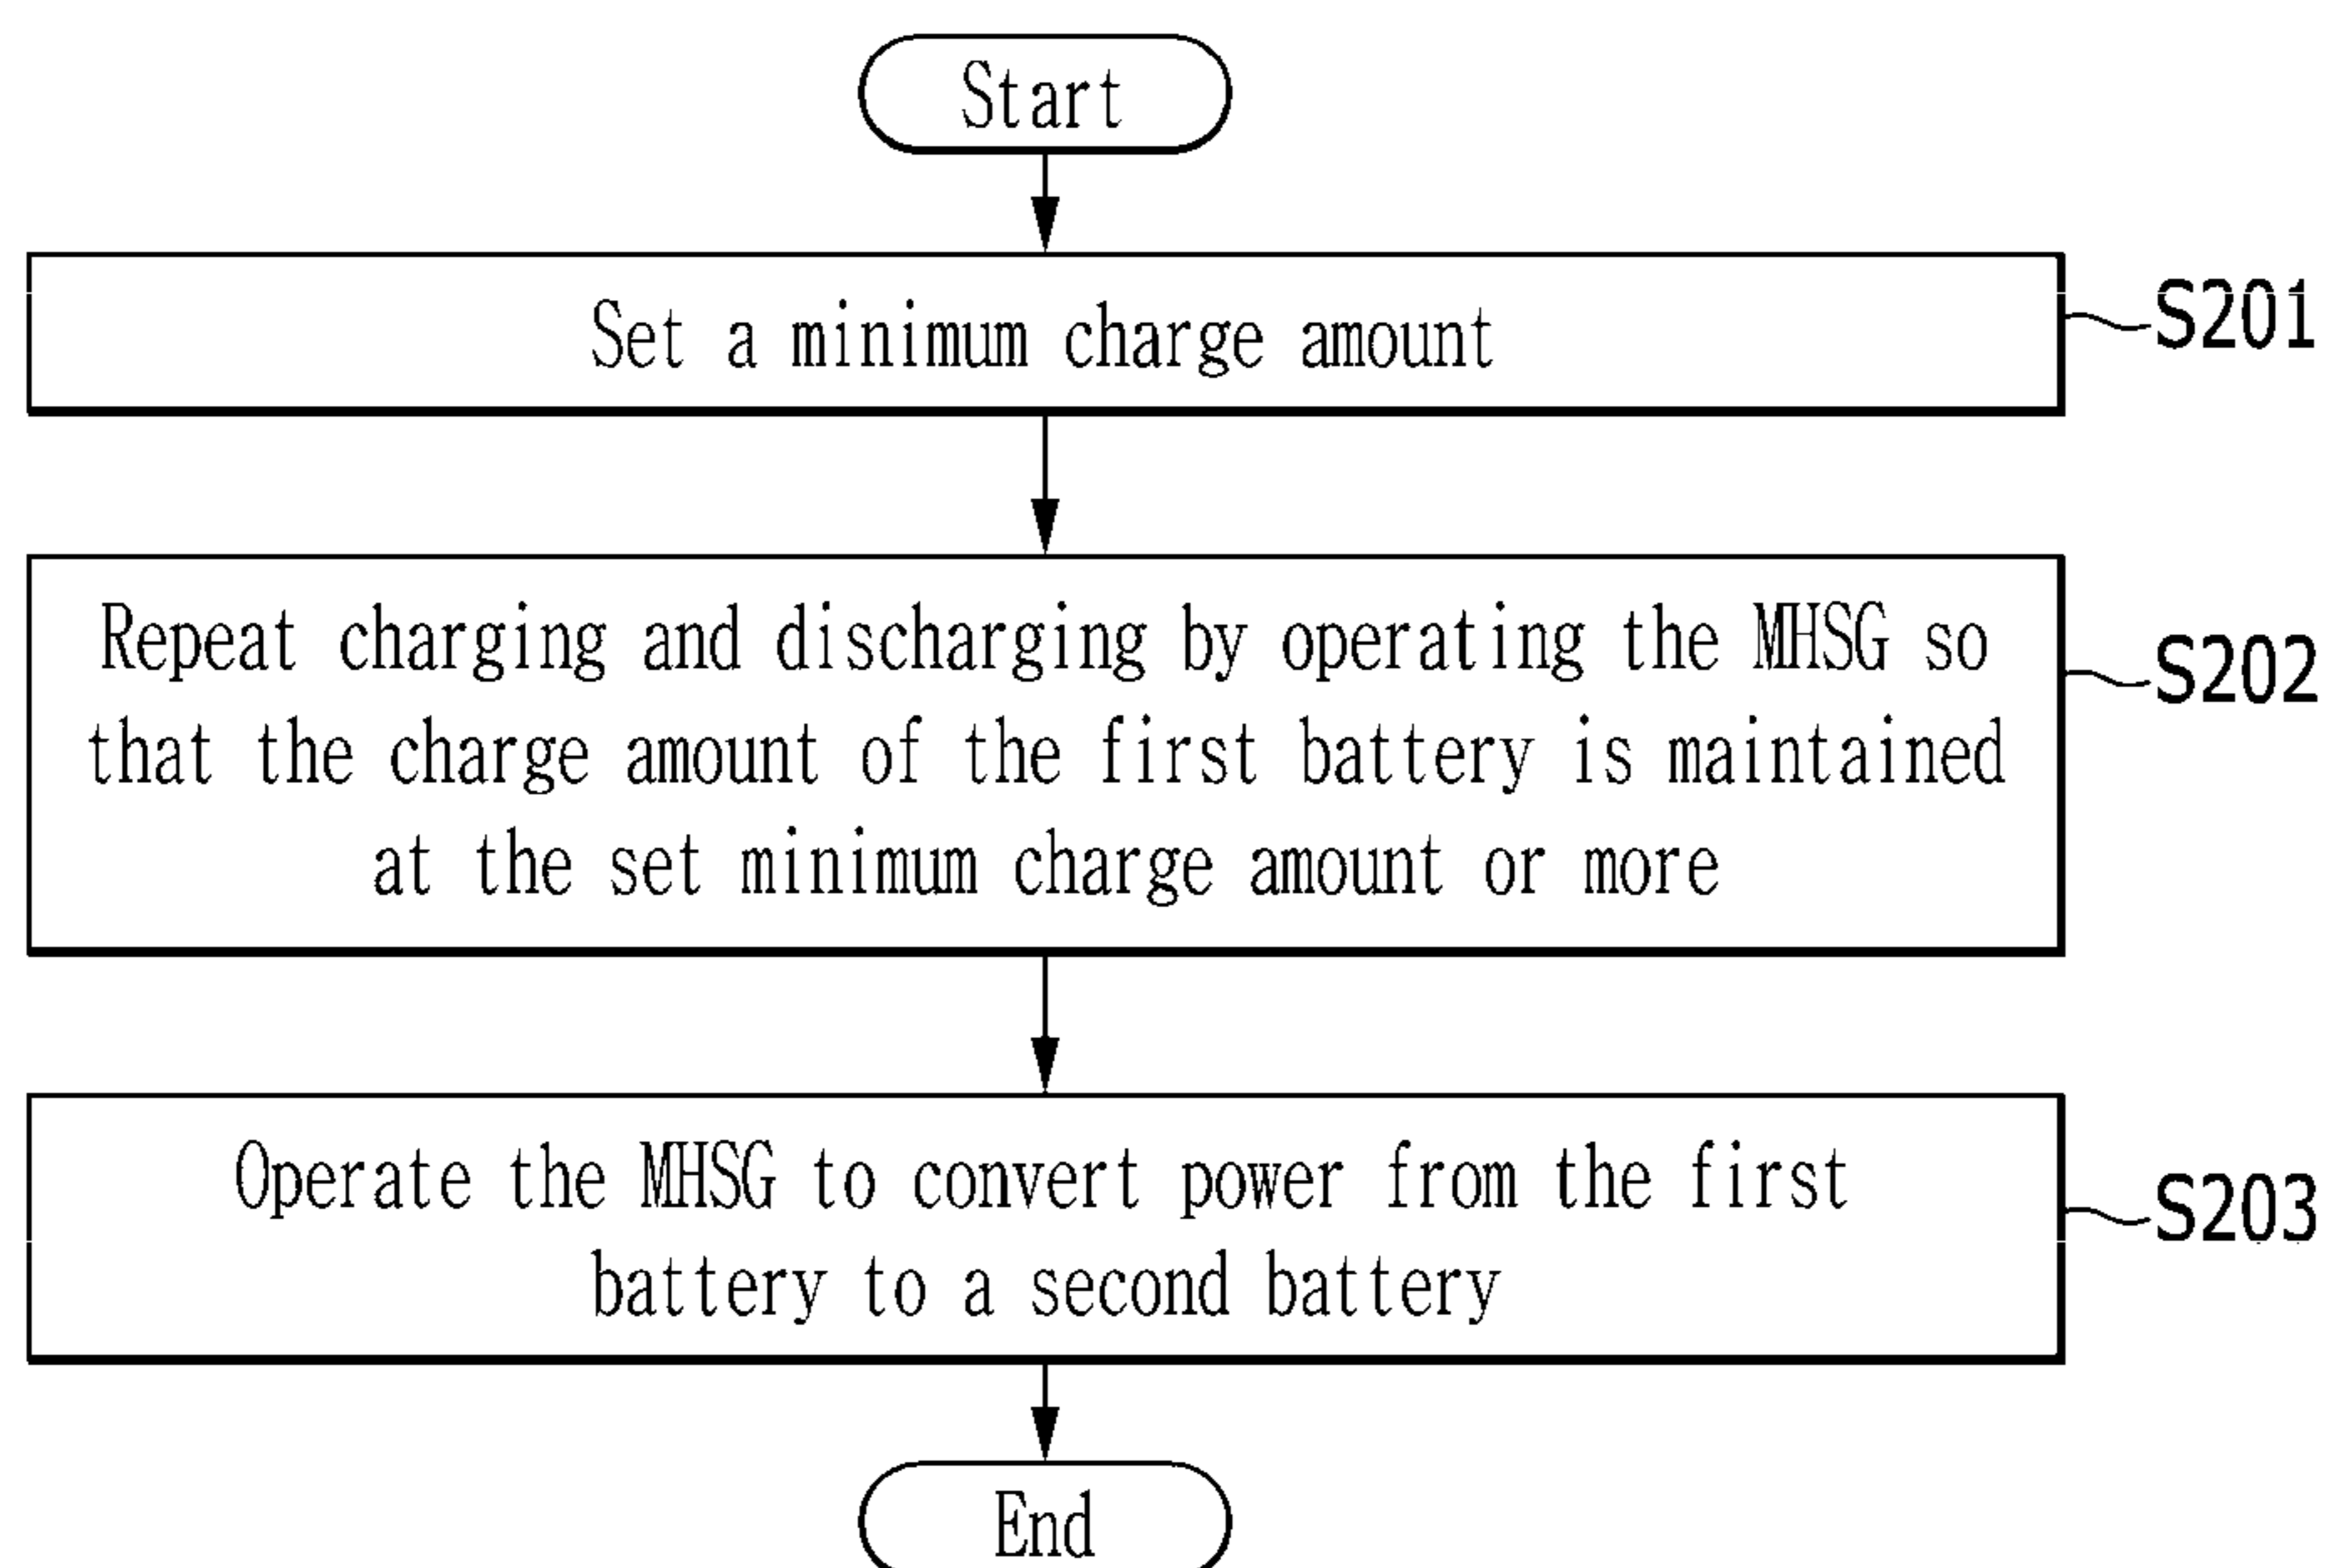 Start
Set a minimum charge amount
S201
Repeat charging and discharging by operating the MHSG so
that the charge amount of the first battery is maintained
at the set minimum charge amount or more
S202
Operate the MHSG to convert power from the first
battery to a second battery
S203
End